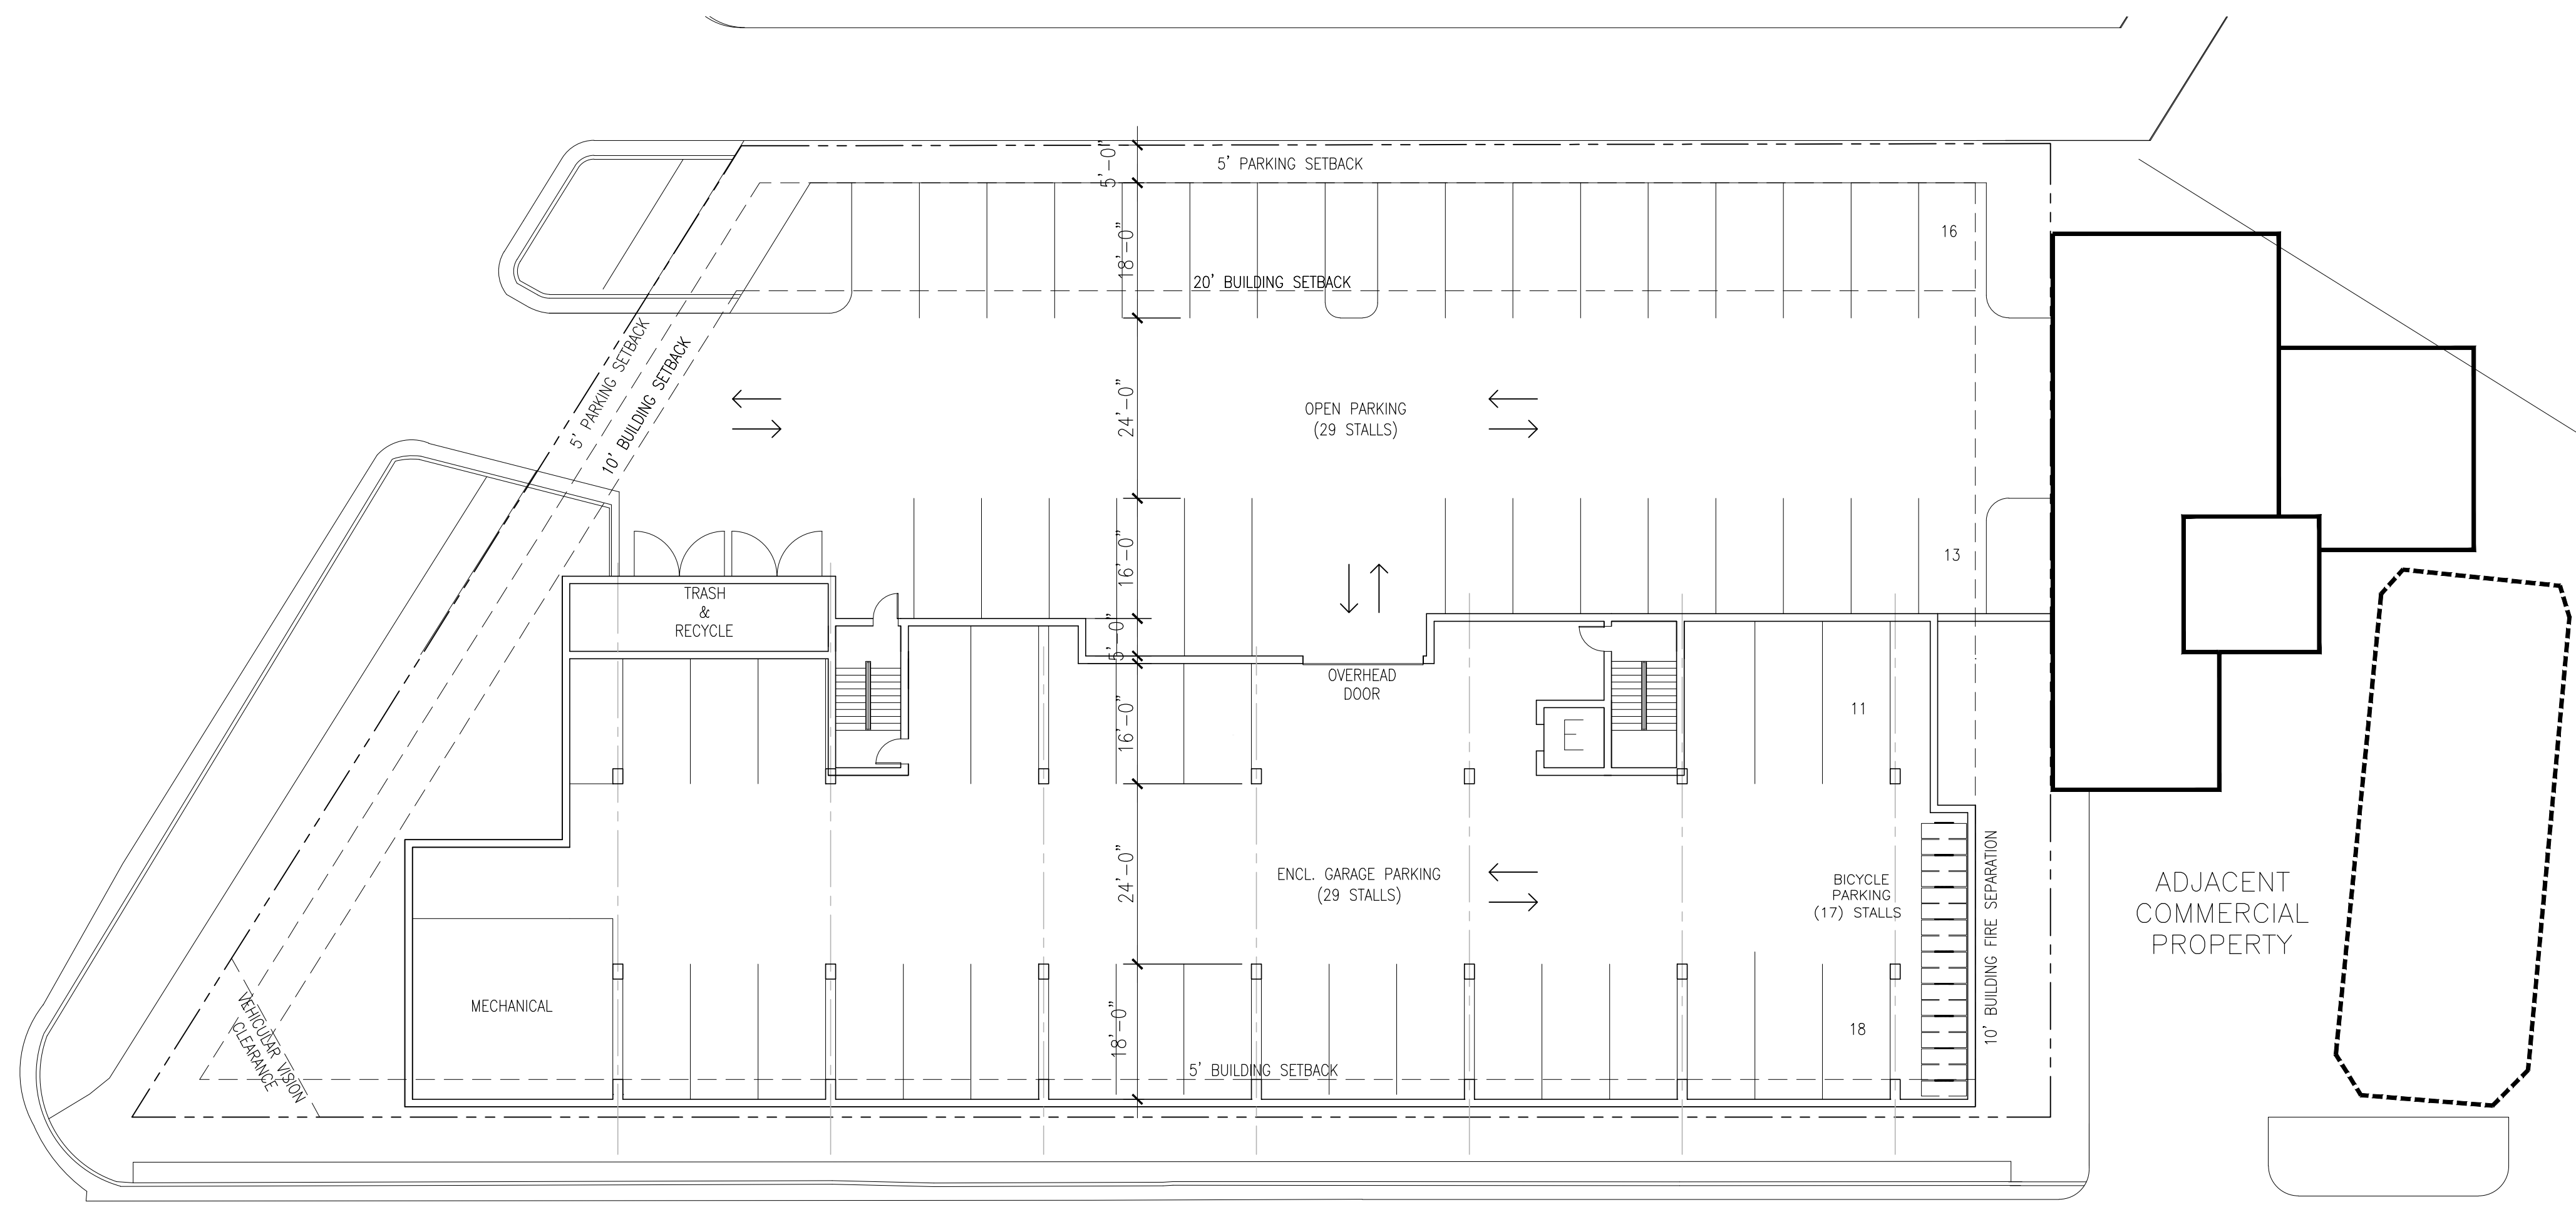 5'-0"
5' PARKING SETBACK
18'-0"
16
20' BUILDING SETBACK
5' PARKING SETBACK
10' BUILDING SETBACK
24'-0"
OPEN PARKING
(29 STALLS)
16'-0"
13
TRASH
&
RECYCLE
5'-0"
OVERHEAD
DOOR
16'-0"
E
11
24'-0"
ENCL. GARAGE PARKING
(29 STALLS)
BICYCLE
PARKING
(17) STALLS
10' BUILDING FIRE SEPARATION
ADJACENT
COMMERCIAL
PROPERTY
MECHANICAL
VEHICULAR VISION
CLEARANCE
18'-0"
18
5' BUILDING SETBACK